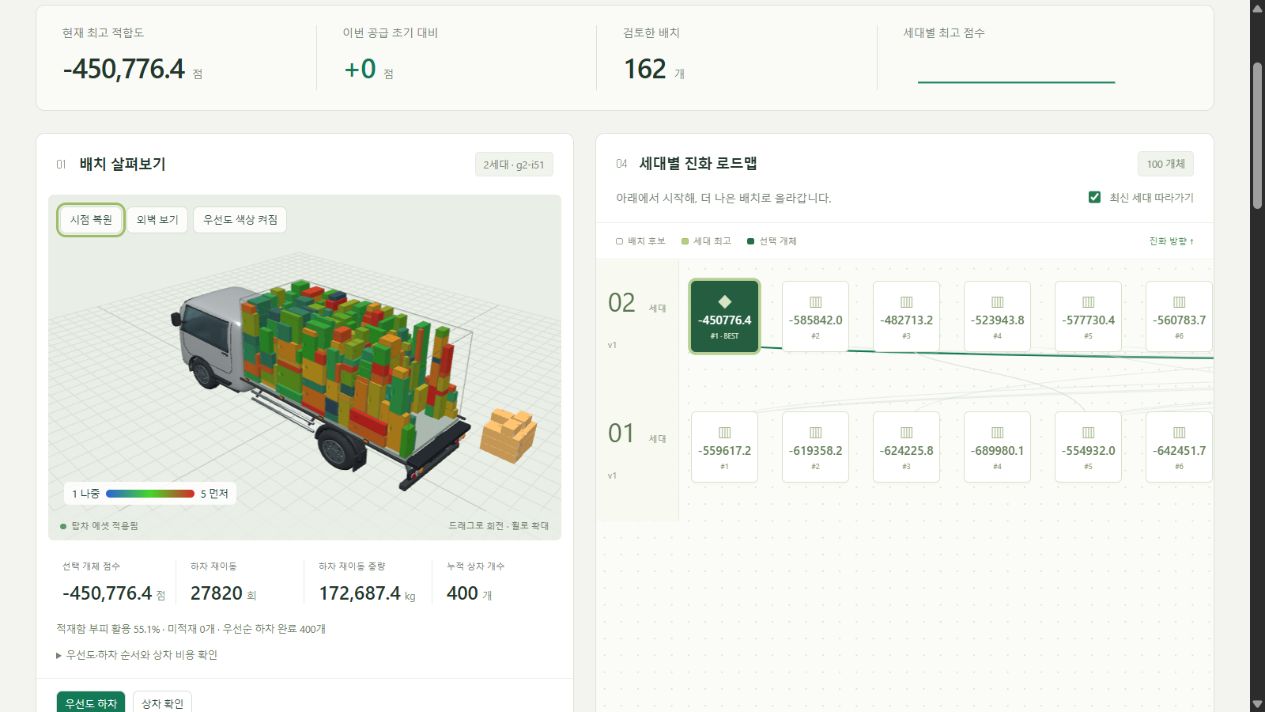 현재 최고 적합도
-450,776.4 점
이번 공급 초기 대비
+0 점
검토한 배치
162 개
세대별 최고 점수
01 배치 살펴보기
2세대 · g2-i51
시점 복원
외벽 보기
우선도 색상 켜짐
1 나중
5 먼저
탑차 에셋 적용됨
드래그로 회전 · 휠로 확대
선택 개체 점수
-450,776.4 점
하차 재이동
27820 회
하차 재이동 중량
172,687.4 kg
누적 상차 개수
400 개
적재함 부피 활용 55.1% · 미적재 0개 · 우선순 하차 완료 400개
▶ 우선도·하차 순서와 상차 비용 확인
우선도 하차
상차 확인
04 세대별 진화 로드맵
100 개체
아래에서 시작해, 더 나은 배치로 올라갑니다.
최신 세대 따라가기
배치 후보
세대 최고
선택 개체
진화 방향 ↑
02 세대
v1
-450776.4
#1 · BEST
-585842.0
#2
-482713.2
#3
-523943.8
#4
-577730.4
#5
-560783.7
#6
01 세대
v1
-559617.2
#1
-619358.2
#2
-624225.8
#3
-689980.1
#4
-554932.0
#5
-642451.7
#6